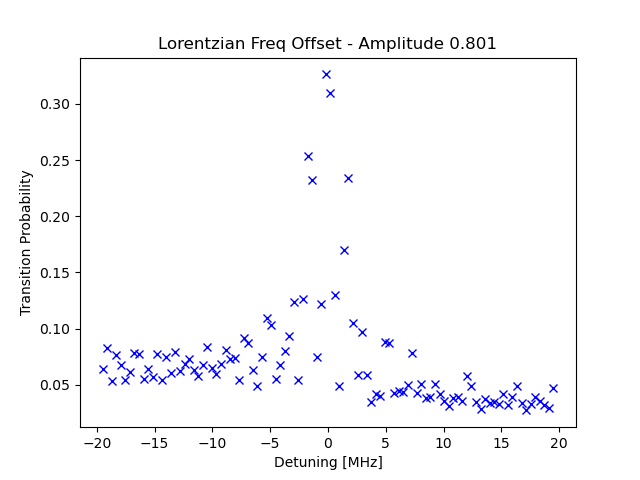 Lorentzian Freq Offset - Amplitude 0.801
Transition Probability
0.30
0.25
0.20
0.15
0.10
0.05
−20 −15 −10 −5 0 5 10 15 20
Detuning [MHz]